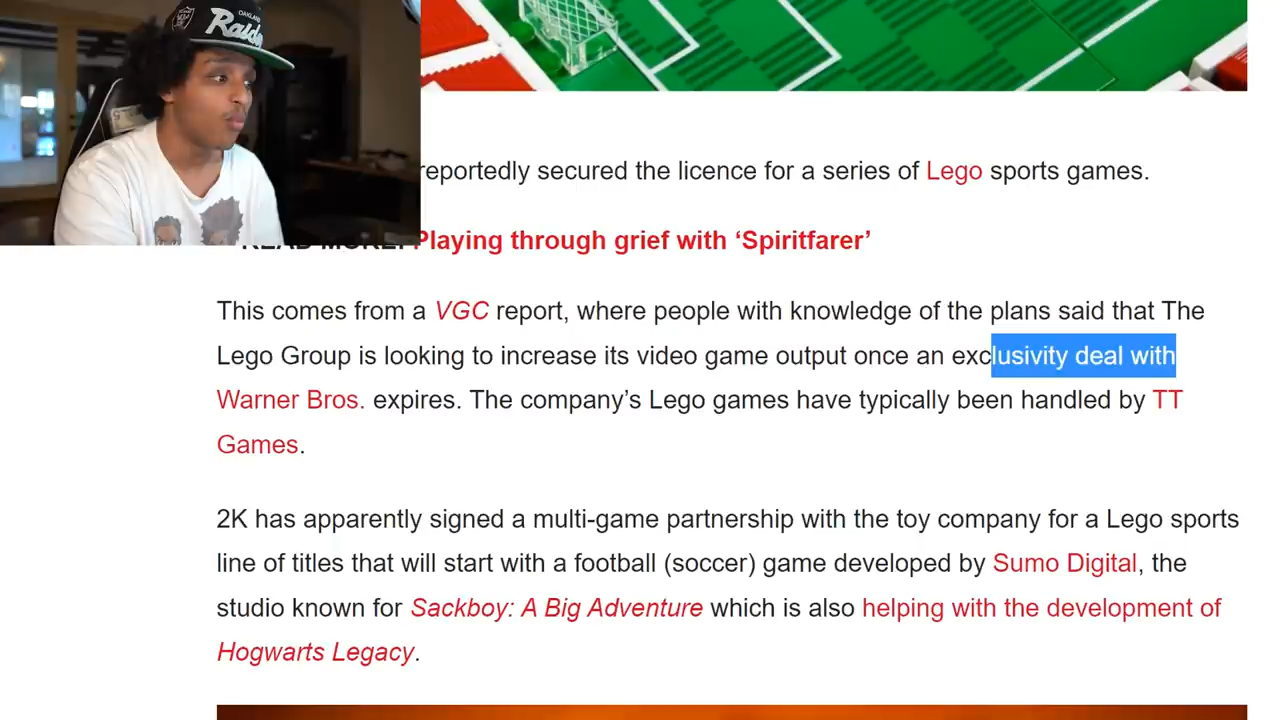 OAKLAND
Raiders
reportedly secured the licence for a series of Lego sports games.
READ MORE: Playing through grief with ‘Spiritfarer’
This comes from a VGC report, where people with knowledge of the plans said that The
Lego Group is looking to increase its video game output once an exclusivity deal with
Warner Bros. expires. The company’s Lego games have typically been handled by TT
Games.
2K has apparently signed a multi-game partnership with the toy company for a Lego sports
line of titles that will start with a football (soccer) game developed by Sumo Digital, the
studio known for Sackboy: A Big Adventure which is also helping with the development of
Hogwarts Legacy.